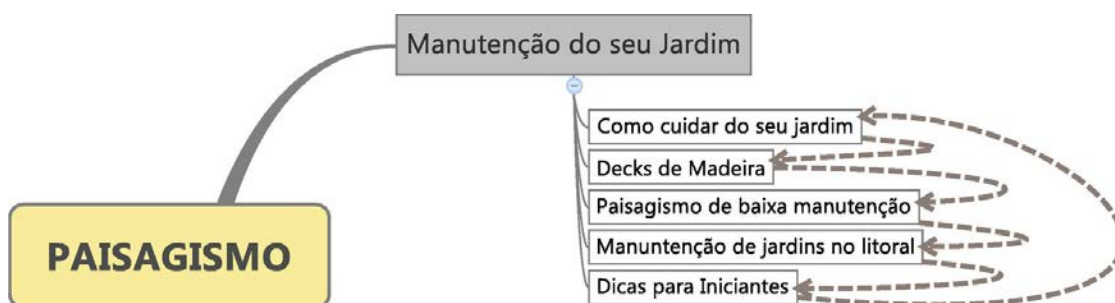 Manutenção do seu Jardim
Como cuidar do seu jardim
Decks de Madeira
Paisagismo de baixa manutenção
Manuntenção de jardins no litoral
Dicas para Iniciantes
PAISAGISMO